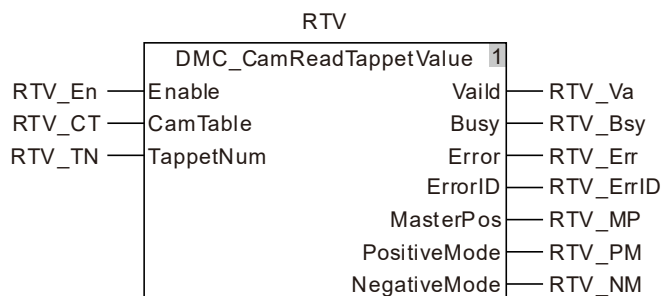 RTV
DMC_CamReadTappetValue 1
RTV_En Enable Vaild RTV_Va
RTV_CT CamTable Busy RTV_Bsy
RTV_TN TappetNum Error RTV_Err
ErrorID RTV_ErrID
MasterPos RTV_MP
PositiveMode RTV_PM
NegativeMode RTV_NM